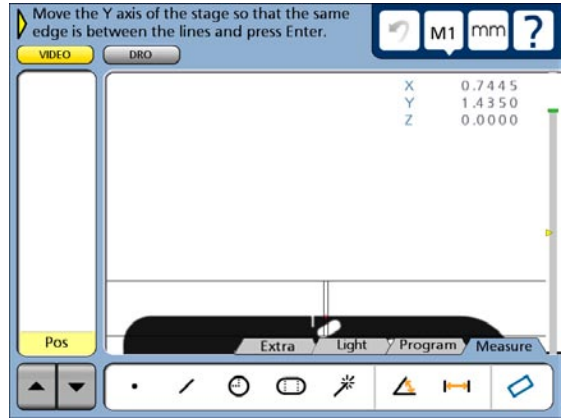 Move the Y axis of the stage so that the same
edge is between the lines and press Enter.
M1
mm
?
VIDEO
DRO
X 0.7445
Y 1.4350
Z 0.0000
Pos
Extra
Light
Program
Measure